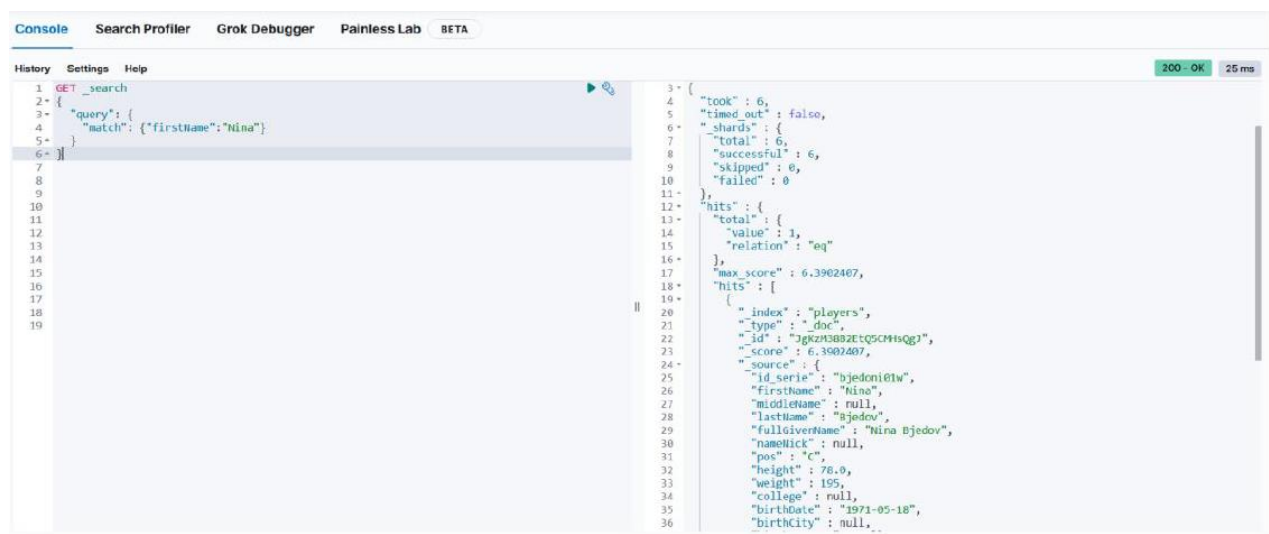 Console Search Profiler Grok Debugger Painless Lab BETA
History Settings Help
200 - OK 25 ms
1 GET _search
2 {
3 "query": {
4 "match": {"firstName":"Nina"}
5 }
6 }
7
8
9
10
11
12
13
14
15
16
17
18
19
3 {
4 "took" : 6,
5 "timed_out" : false,
6 "_shards" : {
7 "total" : 6,
8 "successful" : 6,
9 "skipped" : 0,
10 "failed" : 0
11 },
12 "hits" : {
13 "total" : {
14 "value" : 1,
15 "relation" : "eq"
16 },
17 "max_score" : 6.3902407,
18 "hits" : [
19 {
20 "_index" : "players",
21 "_type" : "_doc",
22 "_id" :
23 "_score" : 6.3902407,
24 "_source" : {
25 "id_serie" : "bjedoni01w",
26 "firstName" : "Nina",
27 "middleName" : null,
28 "lastName" : "Bjedov",
29 "fullGivenName" : "Nina Bjedov",
30 "nameNick" : null,
31 "pos" : "C",
32 "height" : 78.0,
33 "weight" : 195,
34 "college" : null,
35 "birthDate" : "1971-05-18",
36 "birthCity" : null,